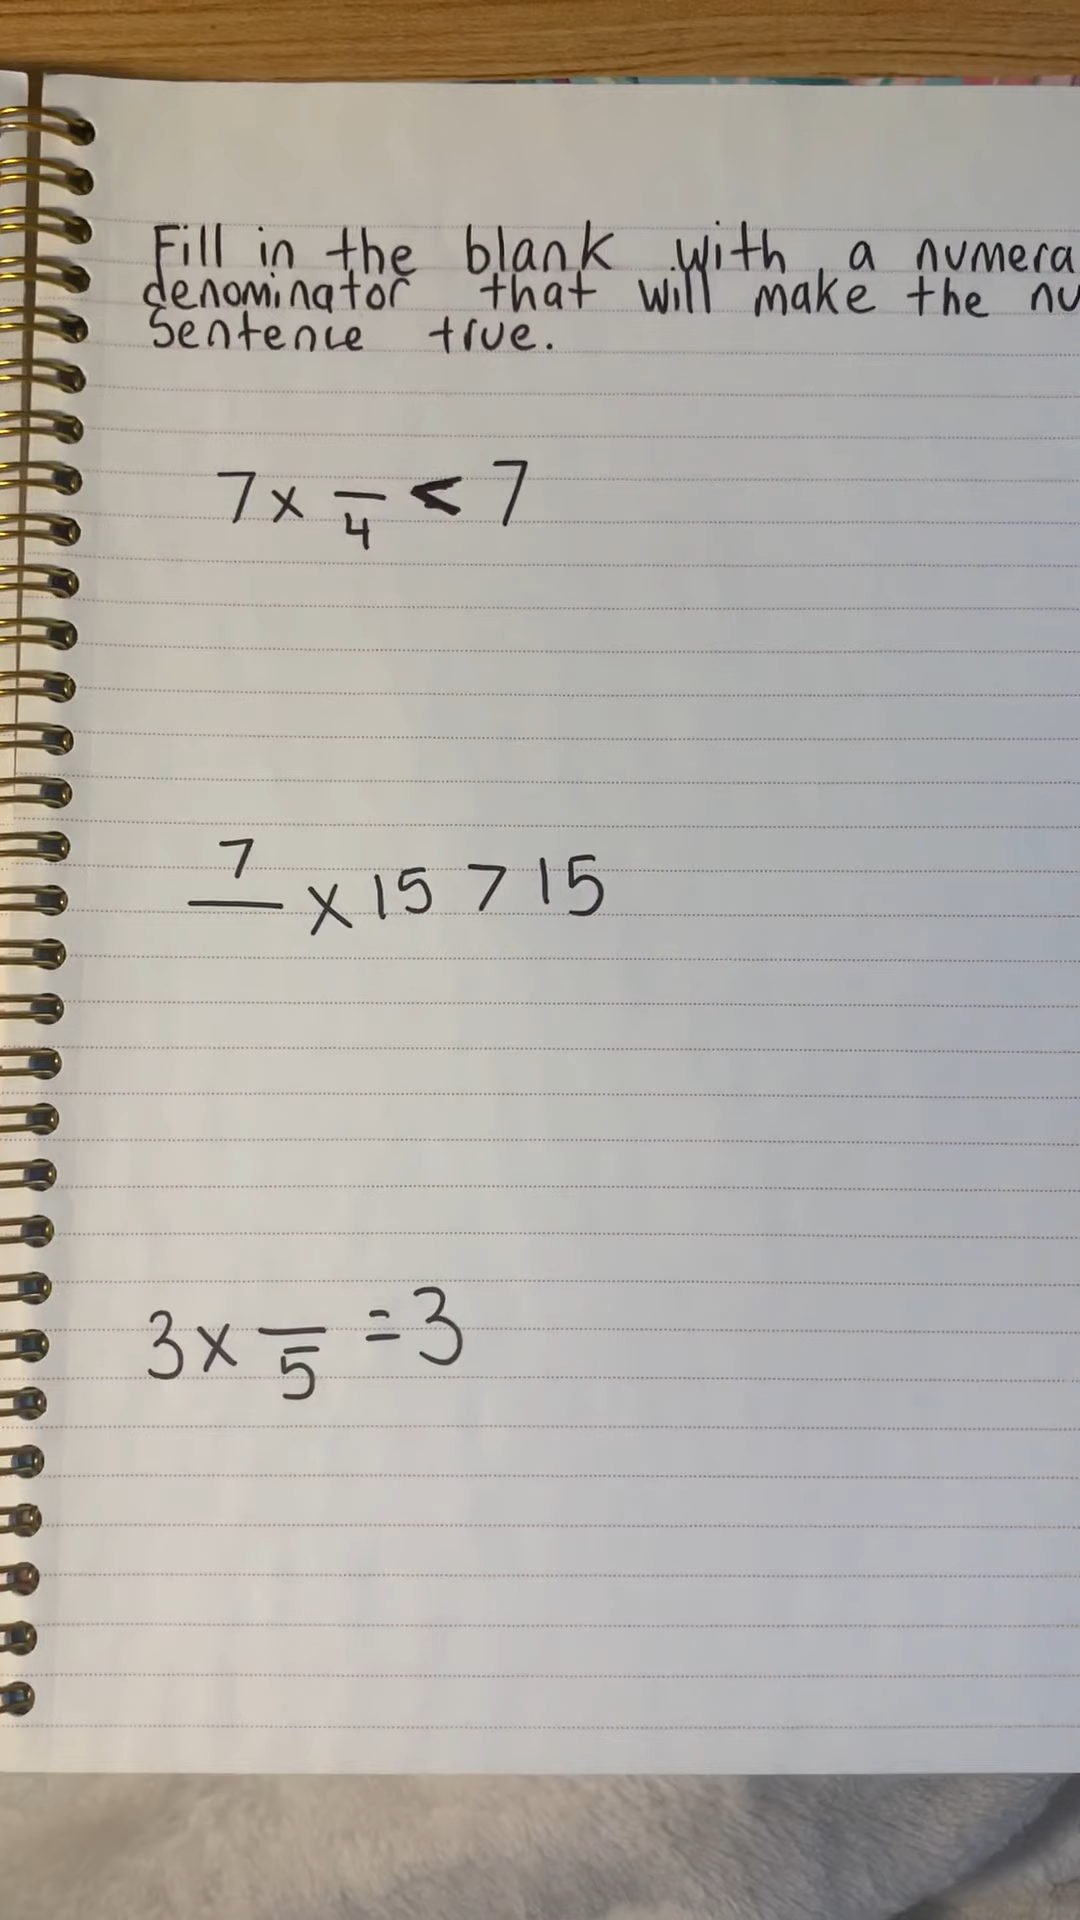 Fill in the blank with a numera
denominator that will make the nu
sentence true.
7 x _/4 < 7
7/_ x 15 > 15
3 x _/5 = 3